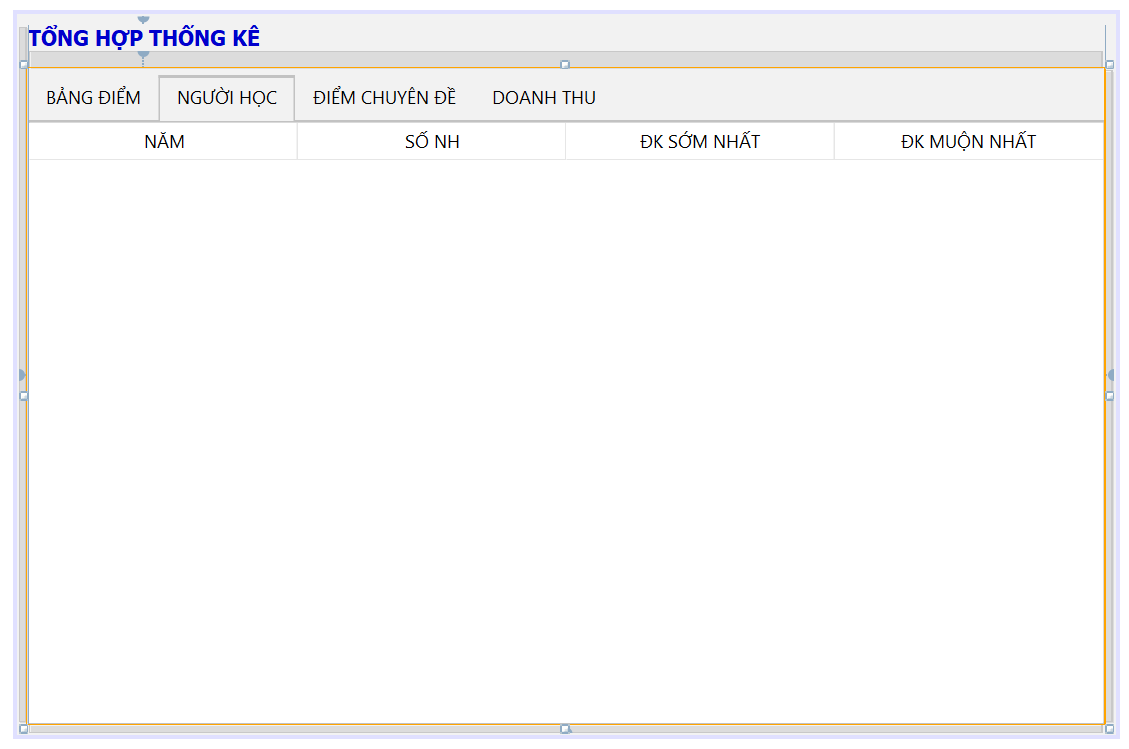 TỔNG HỢP THỐNG KÊ
BẢNG ĐIỂM NGƯỜI HỌC ĐIỂM CHUYÊN ĐỀ DOANH THU
NĂM SỐ NH ĐK SỚM NHẤT ĐK MUỘN NHẤT